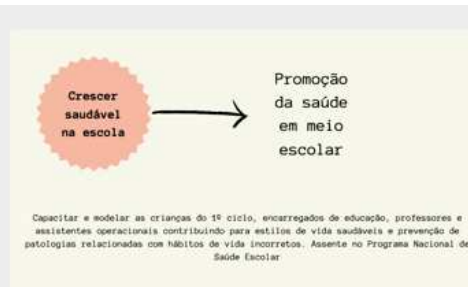 Crescer
saudável
na escola
Promoção
da saúde
em meio
escolar
Capacitar e modelar as crianças do 1º ciclo, encarregados de educação, professores e
assistentes operacionais contribuindo para estilos de vida saudáveis e prevenção de
patologias relacionadas com hábitos de vida incorretos. Assente no Programa Nacional de
Saúde Escolar